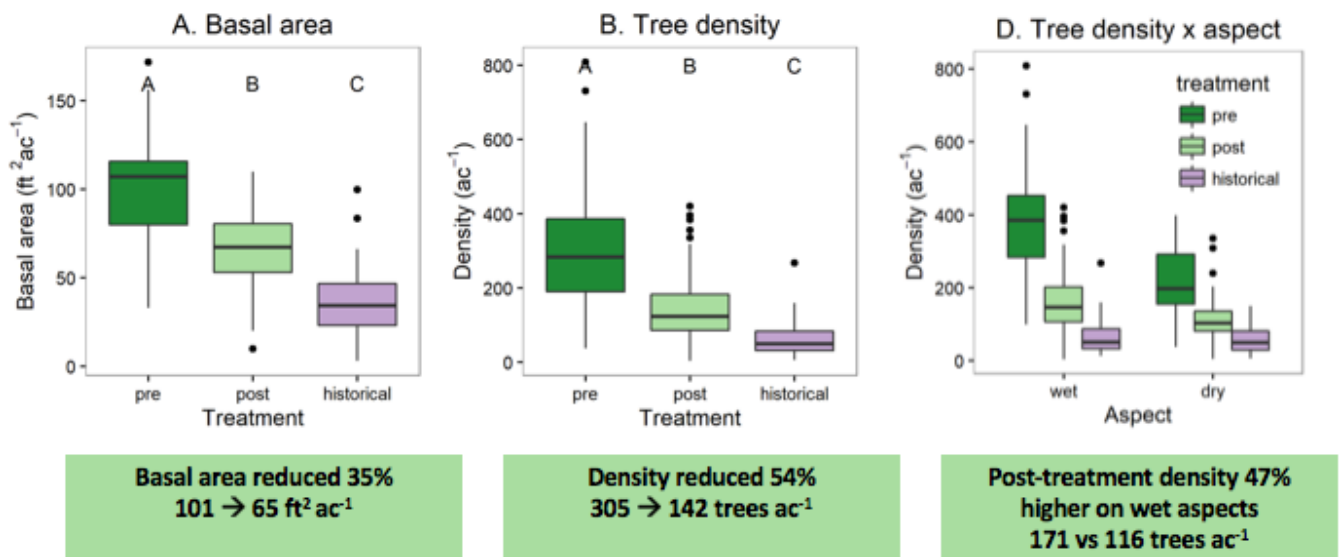 A. Basal area
A
B
C
150
100
50
0
Basal area (ft ²ac⁻¹)
pre
post
historical
Treatment
B. Tree density
A
B
C
800
600
400
200
0
Density (ac⁻¹)
pre
post
historical
Treatment
D. Tree density x aspect
treatment
pre
post
historical
800
600
400
200
0
Density (ac⁻¹)
wet
dry
Aspect
Basal area reduced 35%
101 → 65 ft² ac⁻¹
Density reduced 54%
305 → 142 trees ac⁻¹
Post-treatment density 47%
higher on wet aspects
171 vs 116 trees ac⁻¹